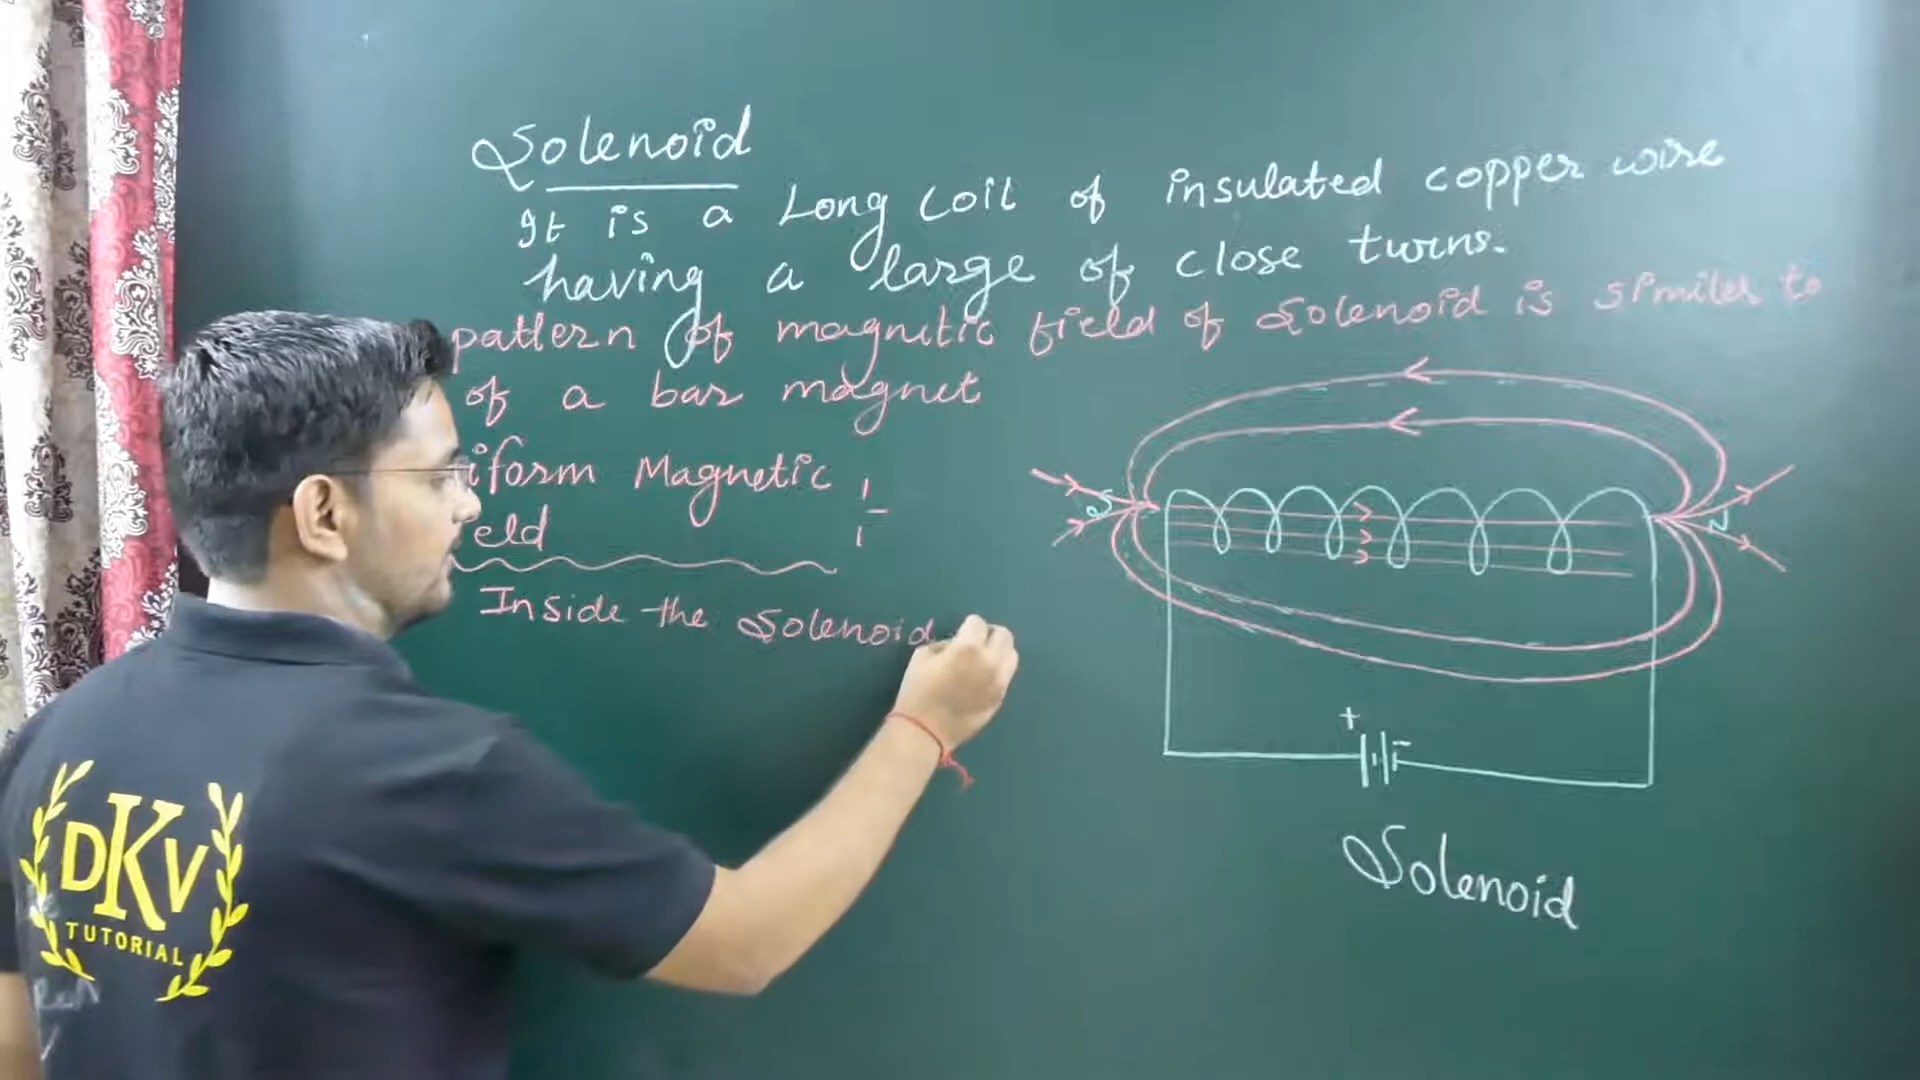 Solenoid
It is a Long coil of insulated copper wire
having a large of close turns.
pattern of magnetic field of Solenoid is similer to
of a bar magnet
iform Magnetic
eld
Inside the Solenoid
S
N
+
-
Solenoid
DKV
TUTORIAL